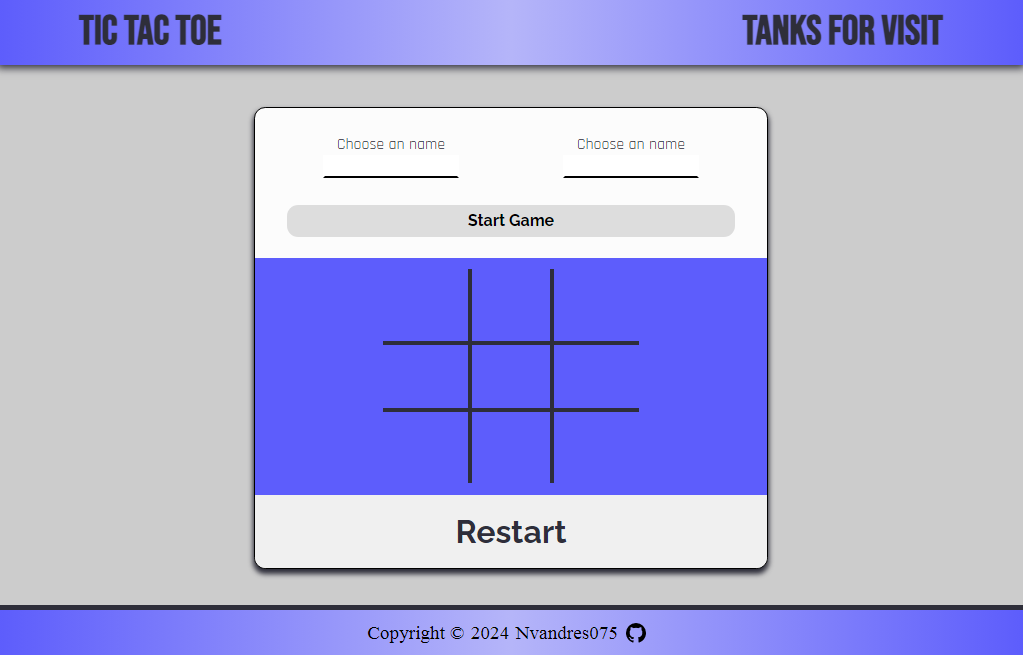 TIC TAC TOE
TANKS FOR VISIT
Choose an name
Choose an name
Start Game
Restart
Copyright © 2024 Nvandres075